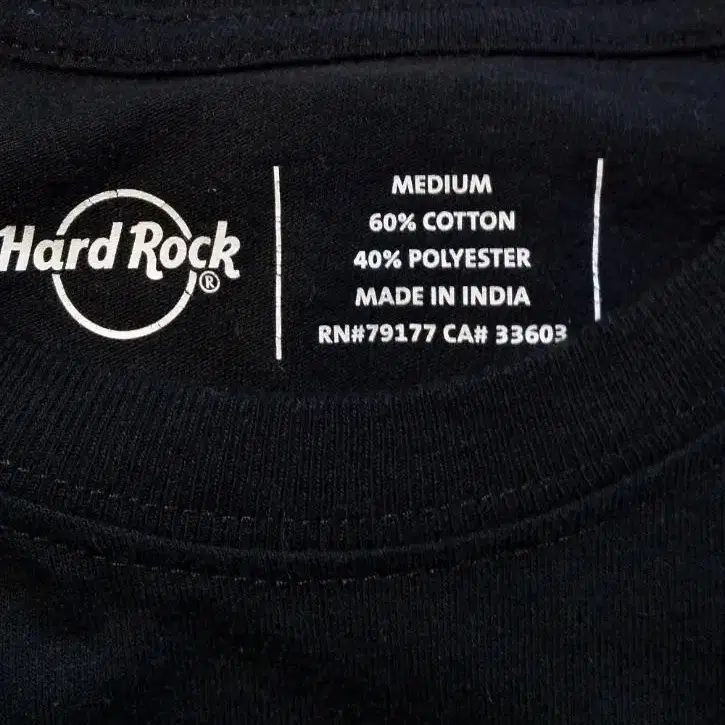 Hard Rock
®
MEDIUM
60% COTTON
40% POLYESTER
MADE IN INDIA
RN#79177 CA# 33603